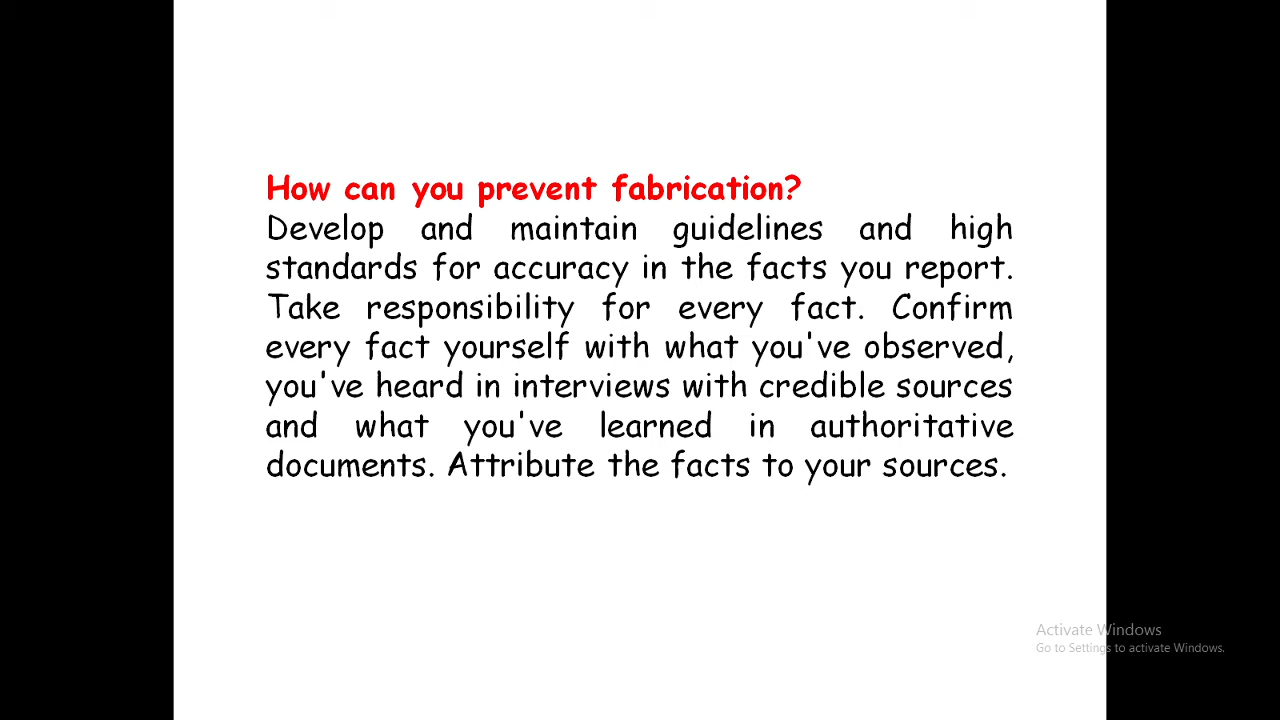 How can you prevent fabrication?
Develop and maintain guidelines and high
standards for accuracy in the facts you report.
Take responsibility for every fact. Confirm
every fact yourself with what you've observed,
you've heard in interviews with credible sources
and what you've learned in authoritative
documents. Attribute the facts to your sources.
Activate Windows
Go to Settings to activate Windows.